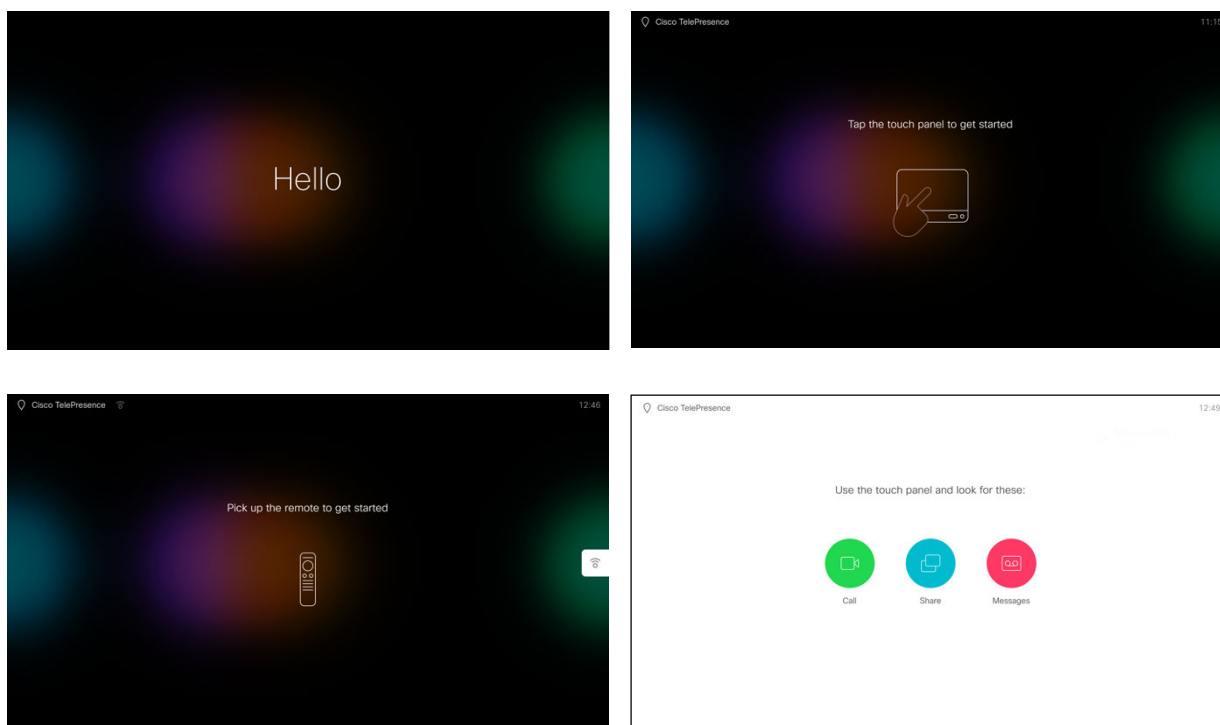 Hello
Cisco TelePresence 11:15
Tap the touch panel to get started
Cisco TelePresence 12:46
Pick up the remote to get started
Cisco TelePresence 12:49
Use the touch panel and look for these:
Call Share Messages